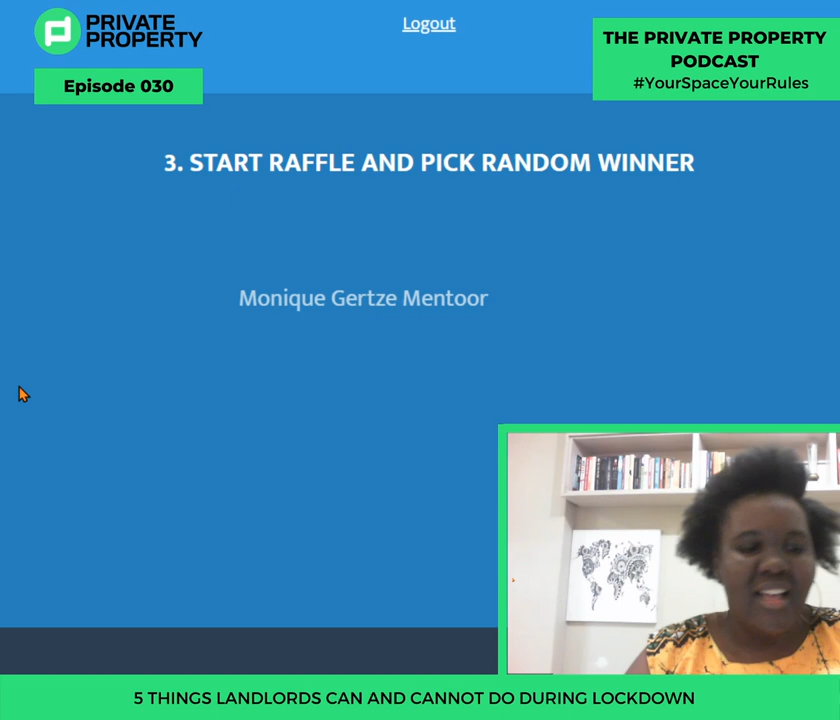 PRIVATE
PROPERTY
Logout
THE PRIVATE PROPERTY
PODCAST
#YourSpaceYourRules
Episode 030
3. START RAFFLE AND PICK RANDOM WINNER
Monique Gertze Mentoor
5 THINGS LANDLORDS CAN AND CANNOT DO DURING LOCKDOWN